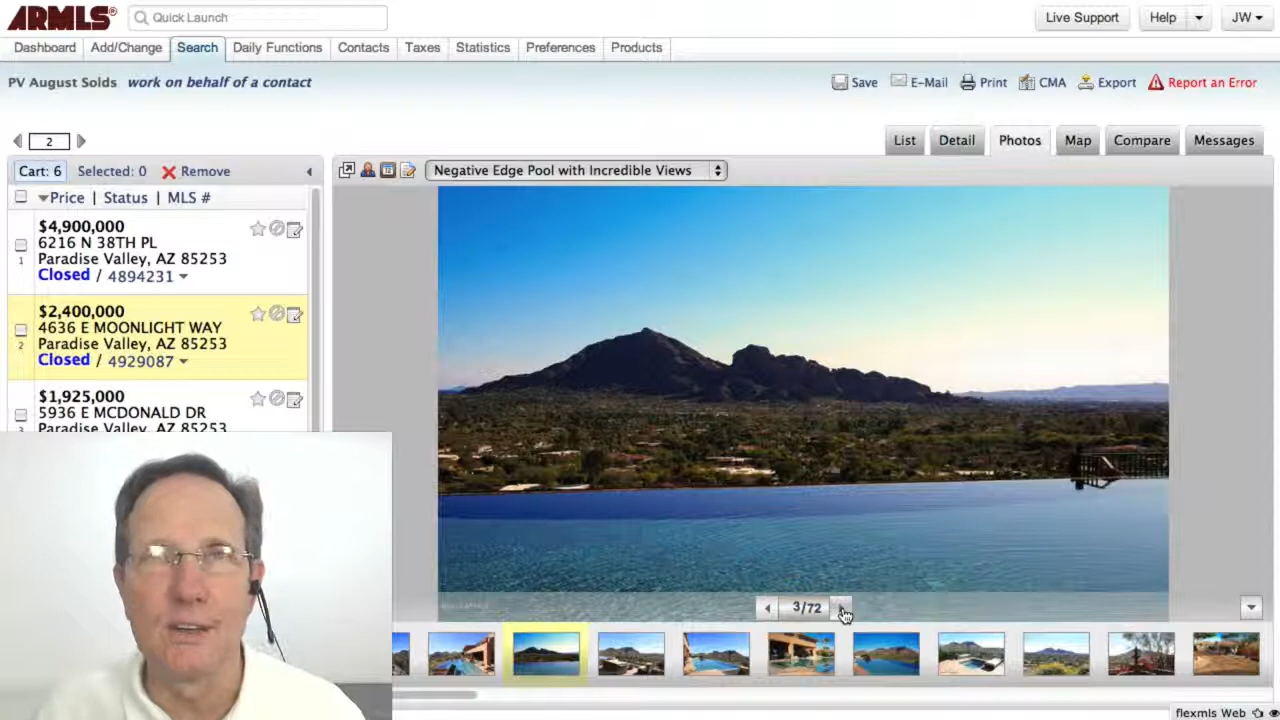 ARMLS®
Quick Launch
Live Support
Help
JW
Dashboard
Add/Change
Search
Daily Functions
Contacts
Taxes
Statistics
Preferences
Products
PV August Solds
work on behalf of a contact
Save
E-Mail
Print
CMA
Export
Report an Error
2
List
Detail
Photos
Map
Compare
Messages
Cart: 6
Selected: 0
Remove
Negative Edge Pool with Incredible Views
Price | Status | MLS #
$4,900,000
6216 N 38TH PL
1
Paradise Valley, AZ 85253
Closed / 4894231
$2,400,000
4636 E MOONLIGHT WAY
2
Paradise Valley, AZ 85253
Closed / 4929087
$1,925,000
5936 E MCDONALD DR
Paradise Valley, AZ 85253
3/72
flexmls Web